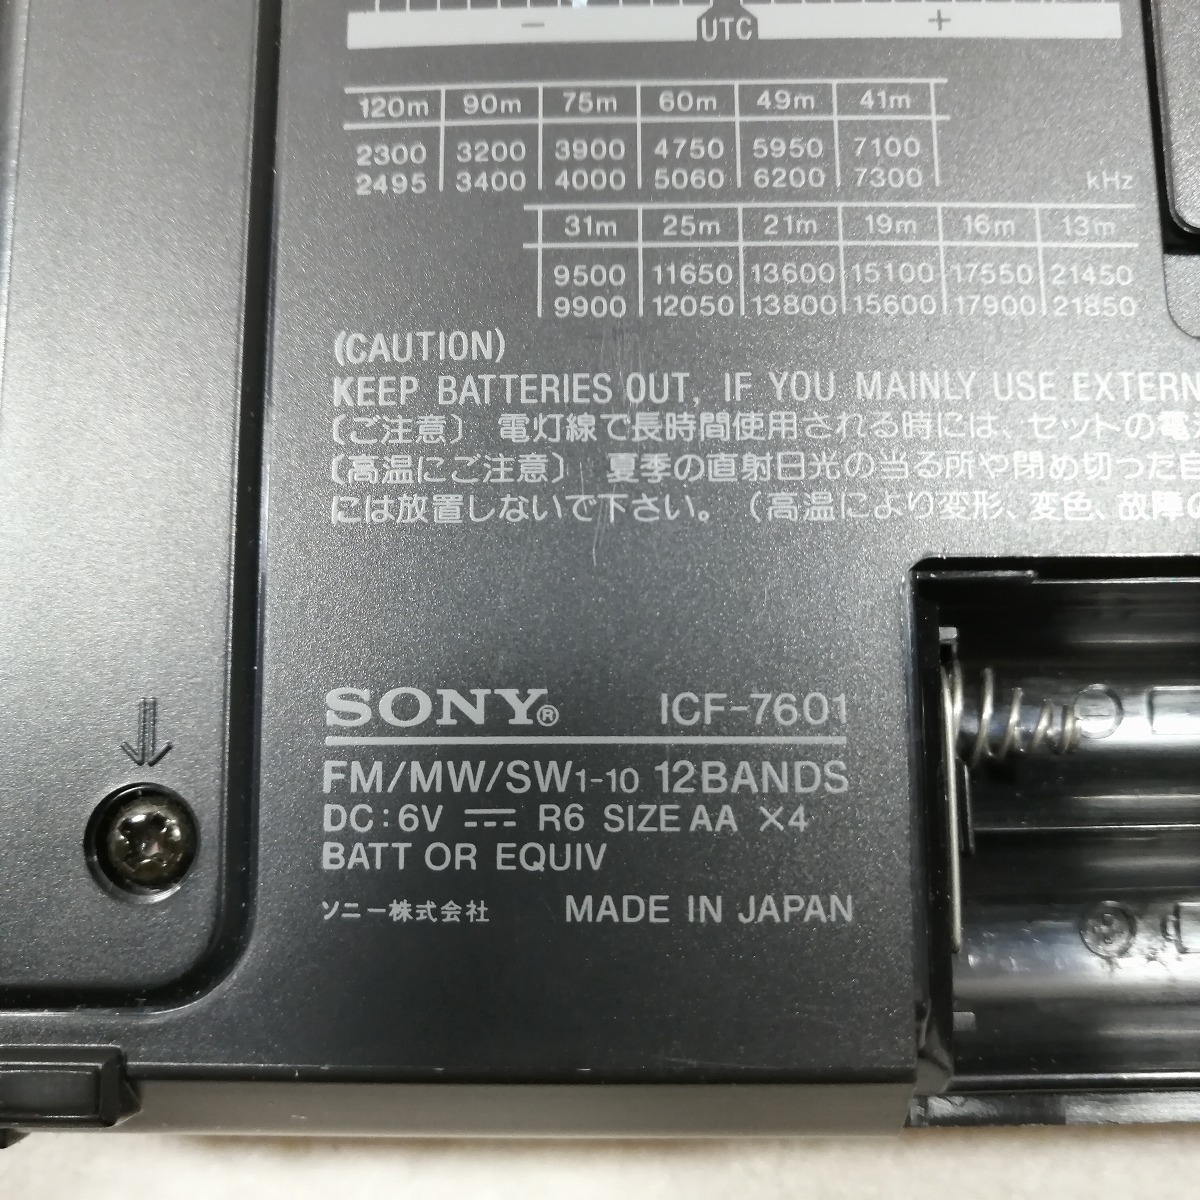 − UTC +
120m 90m 75m 60m 49m 41m
2300 3200 3900 4750 5950 7100
2495 3400 4000 5060 6200 7300 kHz
31m 25m 21m 19m 16m 13m
9500 11650 13600 15100 17550 21450
9900 12050 13800 15600 17900 21850
(CAUTION)
KEEP BATTERIES OUT, IF YOU MAINLY USE EXTERN
〔ご注意〕 電灯線で長時間使用される時には、セットの電
〔高温にご注意〕 夏季の直射日光の当る所や閉め切った自
には放置しないで下さい。(高温により変形、変色、故障の
SONY® ICF-7601
FM/MW/SW1-10 12BANDS
DC:6V ⎓ R6 SIZE AA ×4
BATT OR EQUIV
ソニー株式会社 MADE IN JAPAN